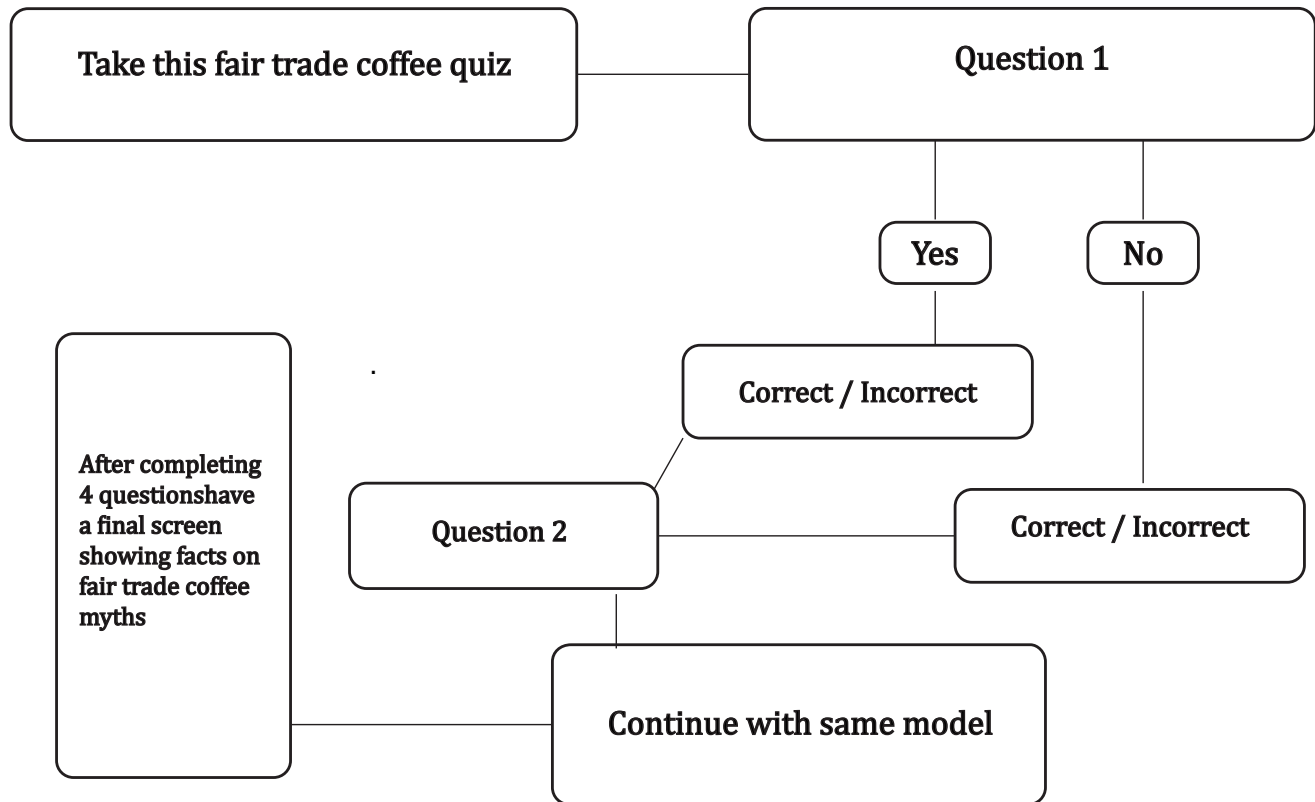 Take this fair trade coffee quiz
Question 1
Yes
No
Correct / Incorrect
Correct / Incorrect
Question 2
Continue with same model
After completing
4 questionshave
a final screen
showing facts on
fair trade coffee
myths